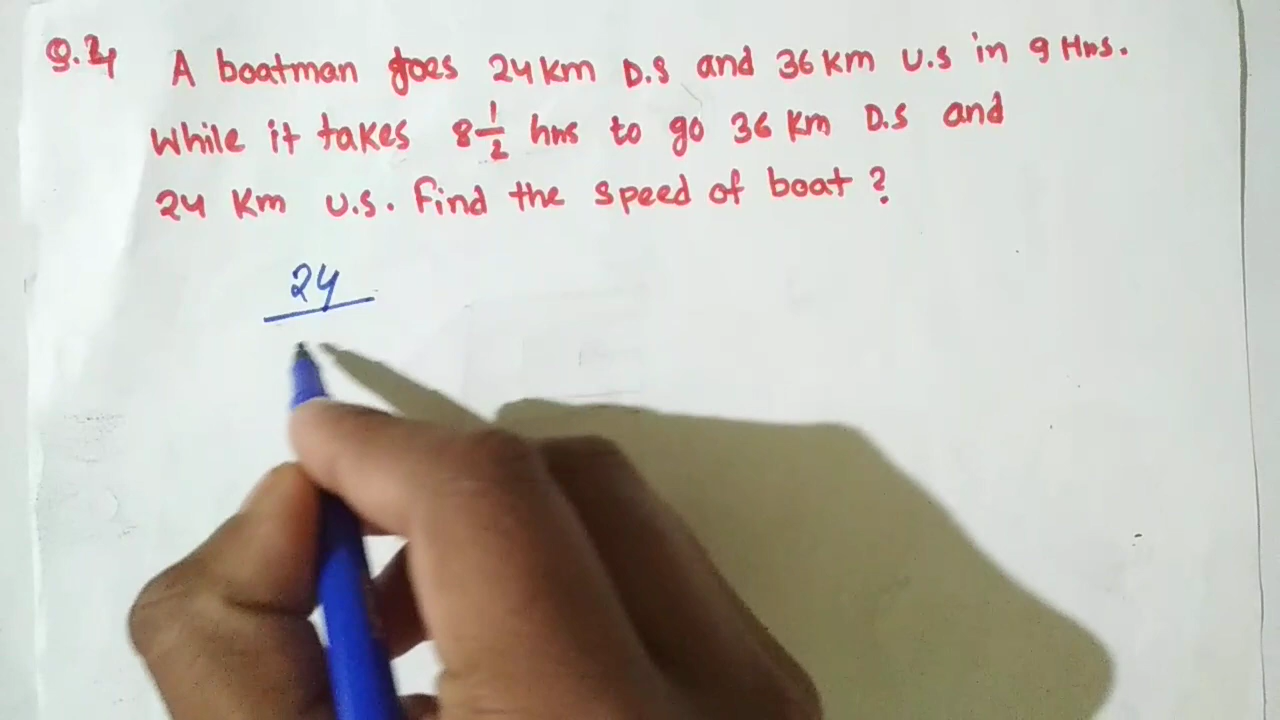 Q.2 A boatman goes 24 Km D.S and 36 Km U.S in 9 Hrs.
While it takes 8 1/2 hrs to go 36 Km D.S and
24 Km U.S. Find the speed of boat ?
24